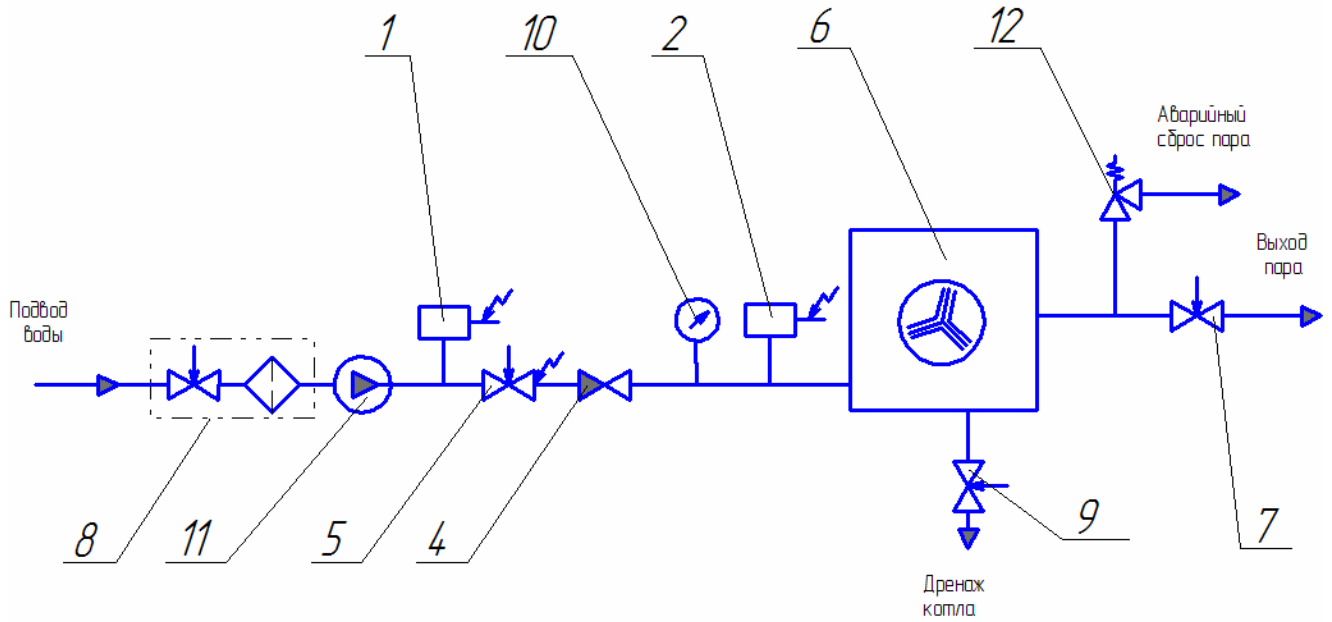 1
10
2
6
12
Аварийный
сброс пара
Выход
пара
Подвод
воды
8
11
5
4
9
7
Дренаж
котла